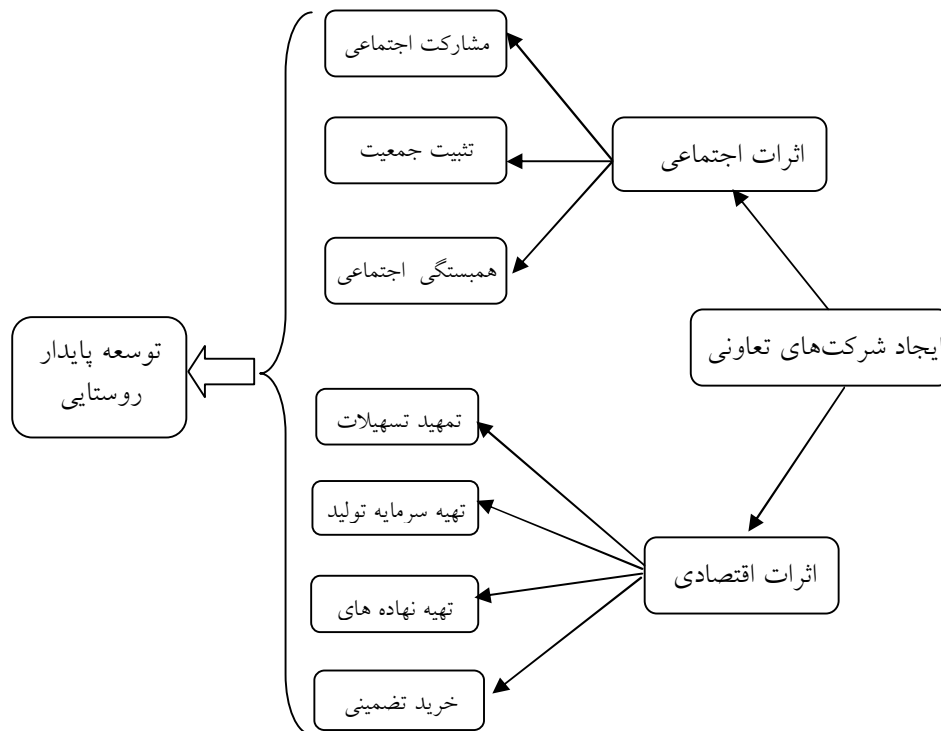 ایجاد شرکت‌های تعاونی
اثرات اجتماعی
مشارکت اجتماعی
تثبیت جمعیت
همبستگی اجتماعی
اثرات اقتصادی
تمهید تسهیلات
تهیه سرمایه تولید
تهیه نهاده های
خرید تضمینی
توسعه پایدار
روستایی